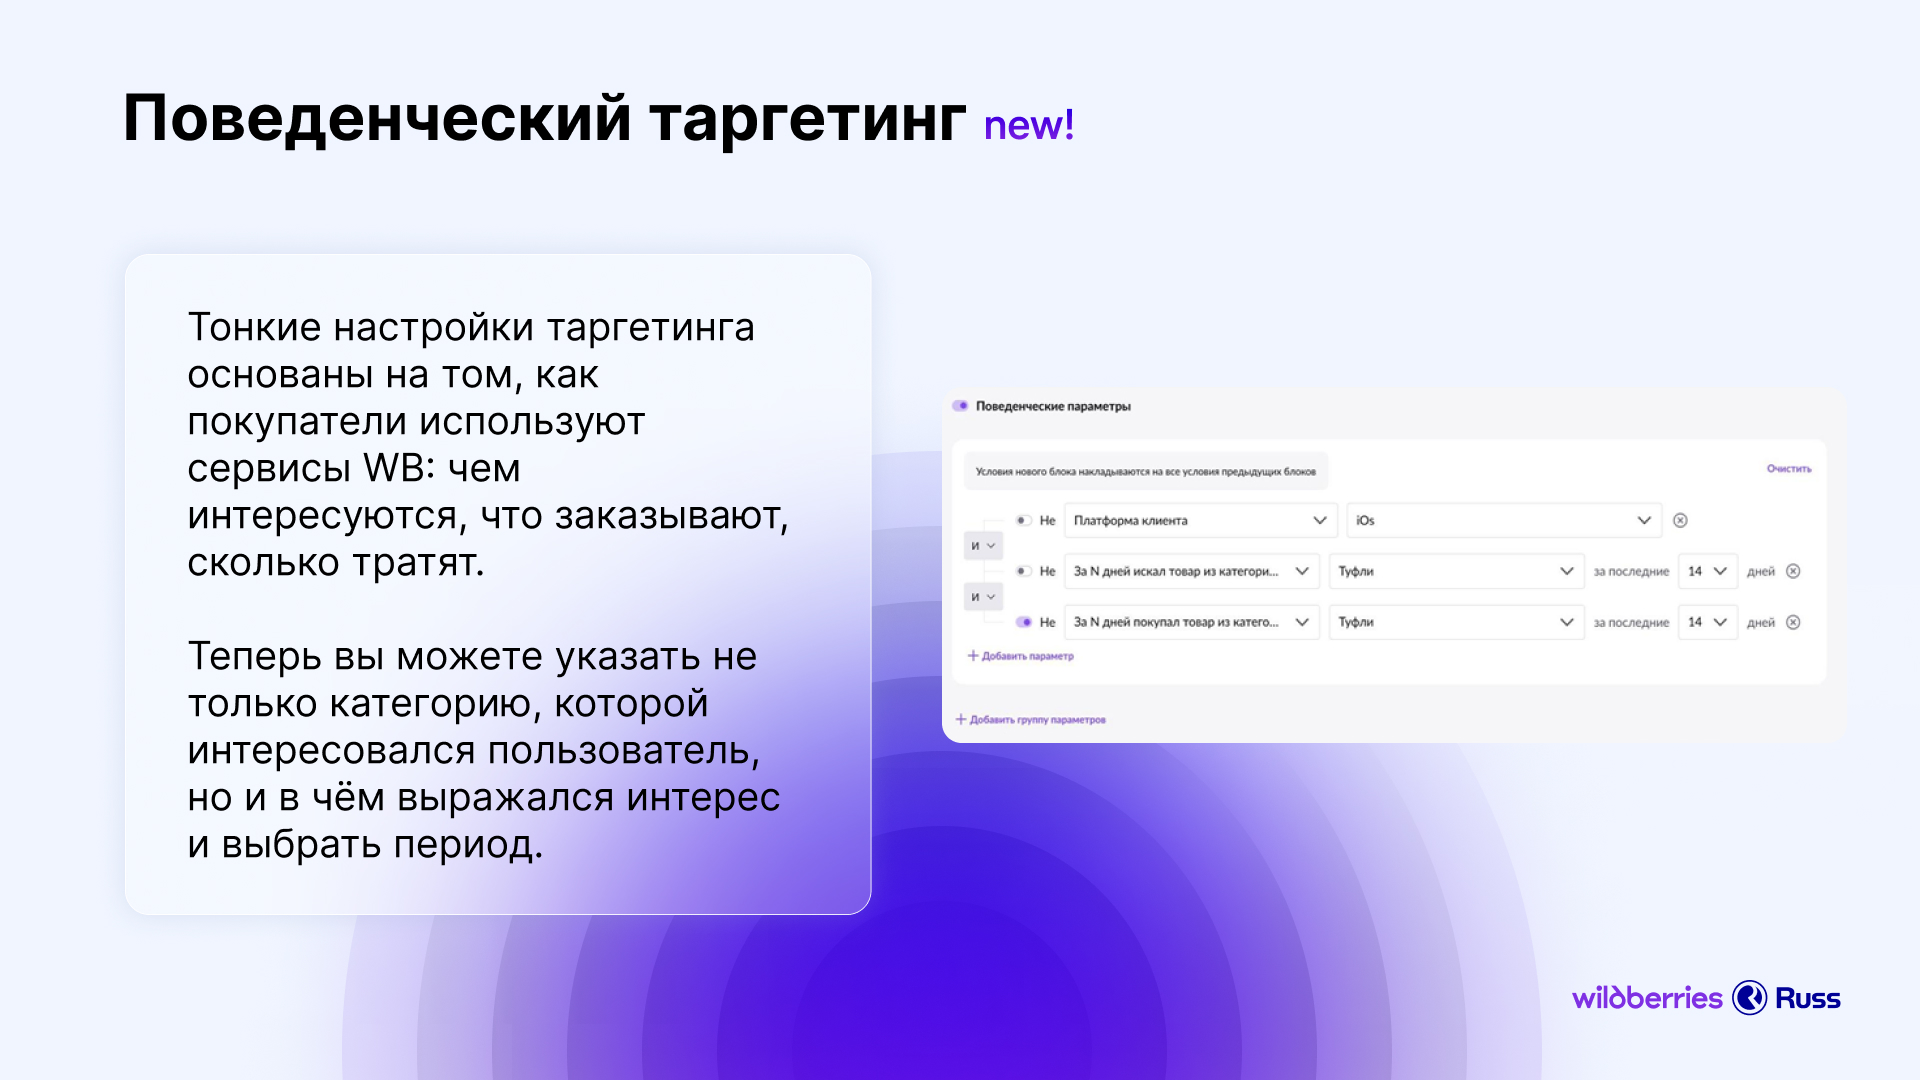 Поведенческий таргетинг new!
Тонкие настройки таргетинга
основаны на том, как
покупатели используют
сервисы WB: чем
интересуются, что заказывают,
сколько тратят.
Теперь вы можете указать не
только категорию, которой
интересовался пользователь,
но и в чём выражался интерес
и выбрать период.
Поведенческие параметры
Условия нового блока накладываются на все условия предыдущих блоков
Очистить
Не Платформа клиента iOs
и
Не За N дней искал товар из категори... Туфли за последние 14 дней
и
Не За N дней покупал товар из катего... Туфли за последние 14 дней
+ Добавить параметр
+ Добавить группу параметров
wildberries Russ